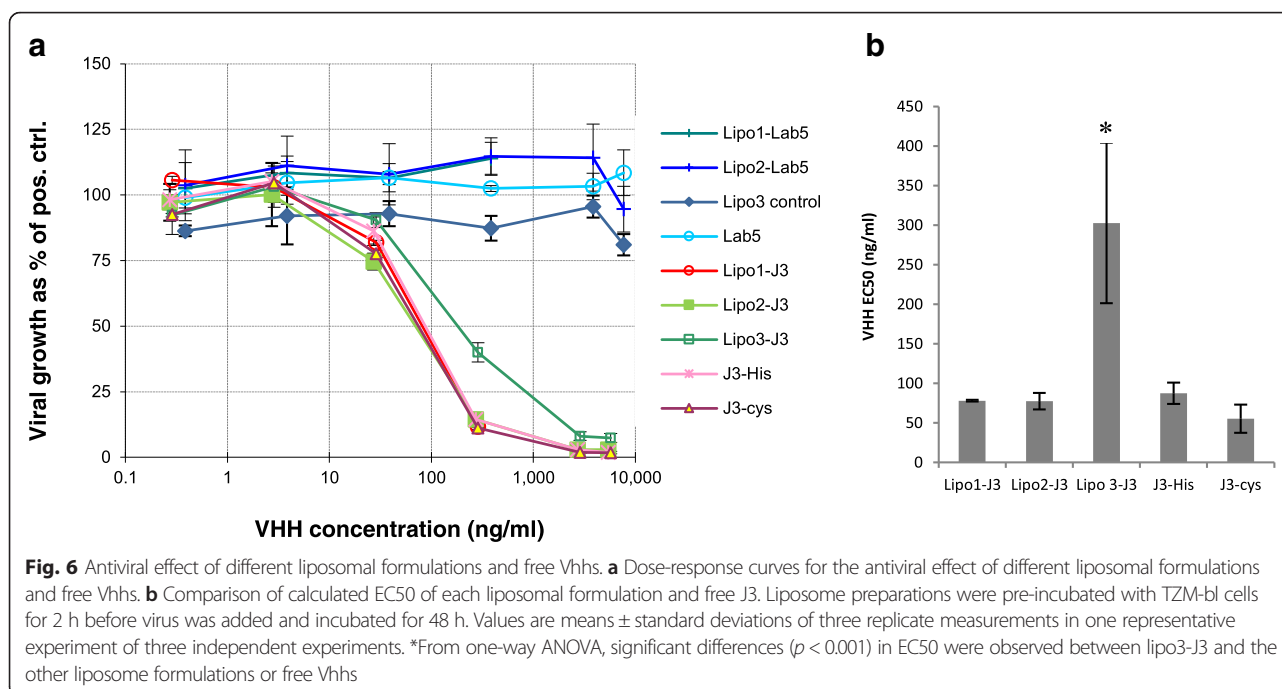 a
Viral growth as % of pos. ctrl.
150
125
100
75
50
25
0
0.1
1
10
100
1,000
10,000
VHH concentration (ng/ml)
Lipo1-Lab5
Lipo2-Lab5
Lipo3 control
Lab5
Lipo1-J3
Lipo2-J3
Lipo3-J3
J3-His
J3-cys
b
VHH EC50 (ng/ml)
450
400
350
300
250
200
150
100
50
0
*
Lipo1-J3
Lipo2-J3
Lipo 3-J3
J3-His
J3-cys
Fig. 6 Antiviral effect of different liposomal formulations and free Vhhs. a Dose-response curves for the antiviral effect of different liposomal formulations
and free Vhhs. b Comparison of calculated EC50 of each liposomal formulation and free J3. Liposome preparations were pre-incubated with TZM-bl cells
for 2 h before virus was added and incubated for 48 h. Values are means ± standard deviations of three replicate measurements in one representative
experiment of three independent experiments. *From one-way ANOVA, significant differences (p < 0.001) in EC50 were observed between lipo3-J3 and the
other liposome formulations or free Vhhs